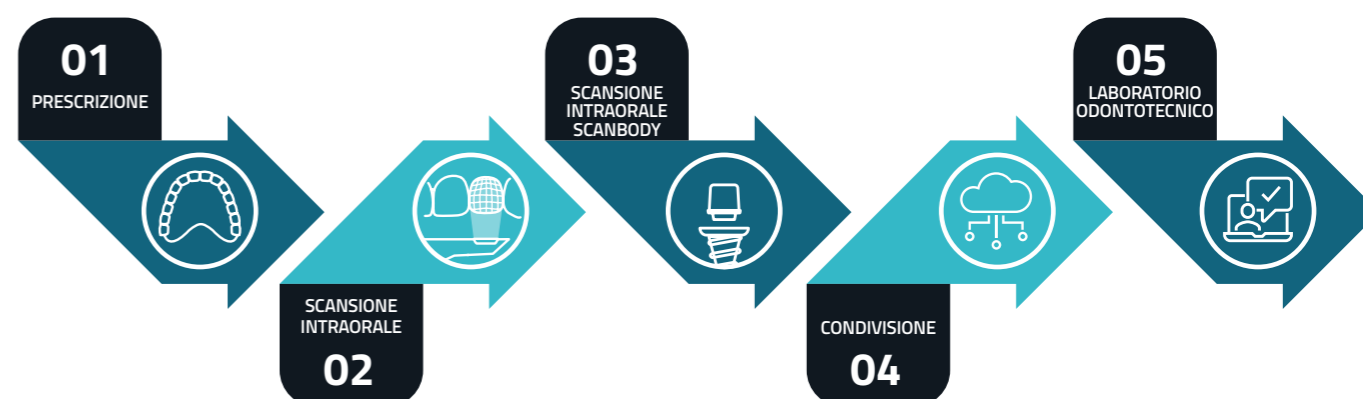 01
PRESCRIZIONE
SCANSIONE
INTRAORALE
02
03
SCANSIONE
INTRAORALE
SCANBODY
CONDIVISIONE
04
05
LABORATORIO
ODONTOTECNICO